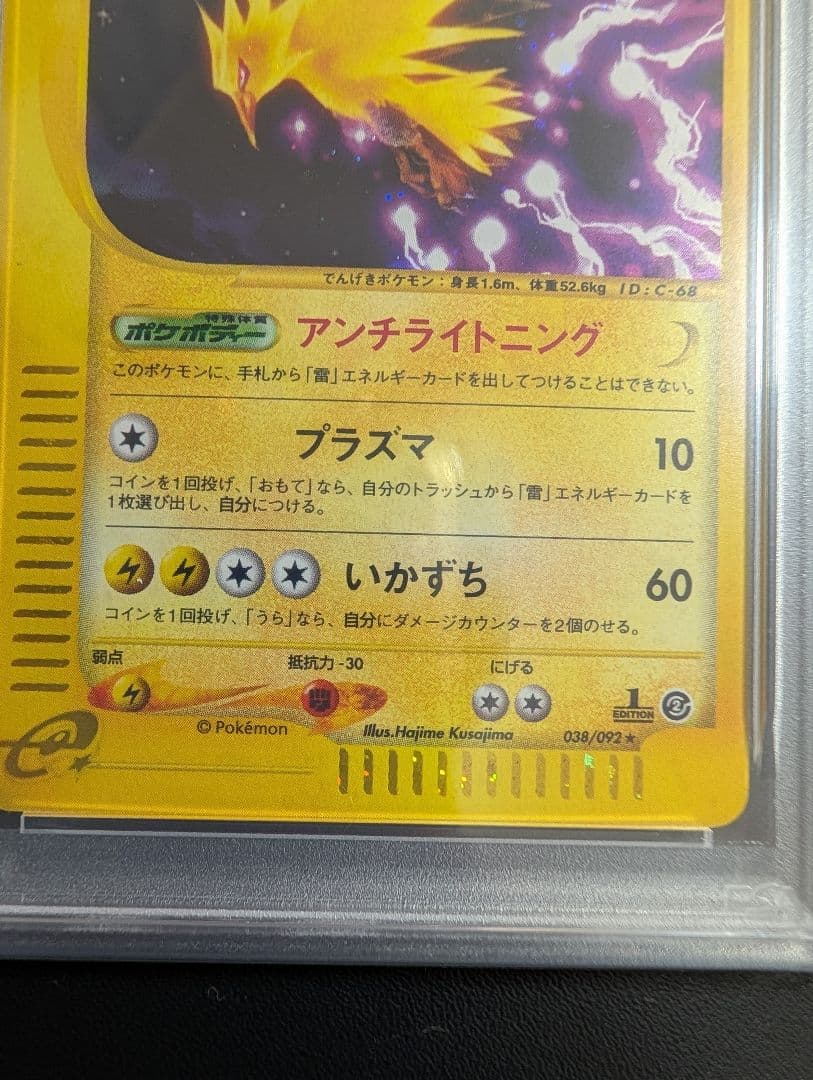 でんげきポケモン：身長1.6m、体重52.6kg ID:C-68
特殊体質
ポケボディー アンチライトニング
このポケモンに、手札から「雷」エネルギーカードを出してつけることはできない。
プラズマ 10
コインを1回投げ、「おもて」なら、自分のトラッシュから「雷」エネルギーカードを
1枚選び出し、自分につける。
いかずち 60
コインを1回投げ、「うら」なら、自分にダメージカウンターを2個のせる。
弱点 抵抗力 -30 にげる
1 EDITION 2
© Pokémon Illus.Hajime Kusajima 038/092★
e